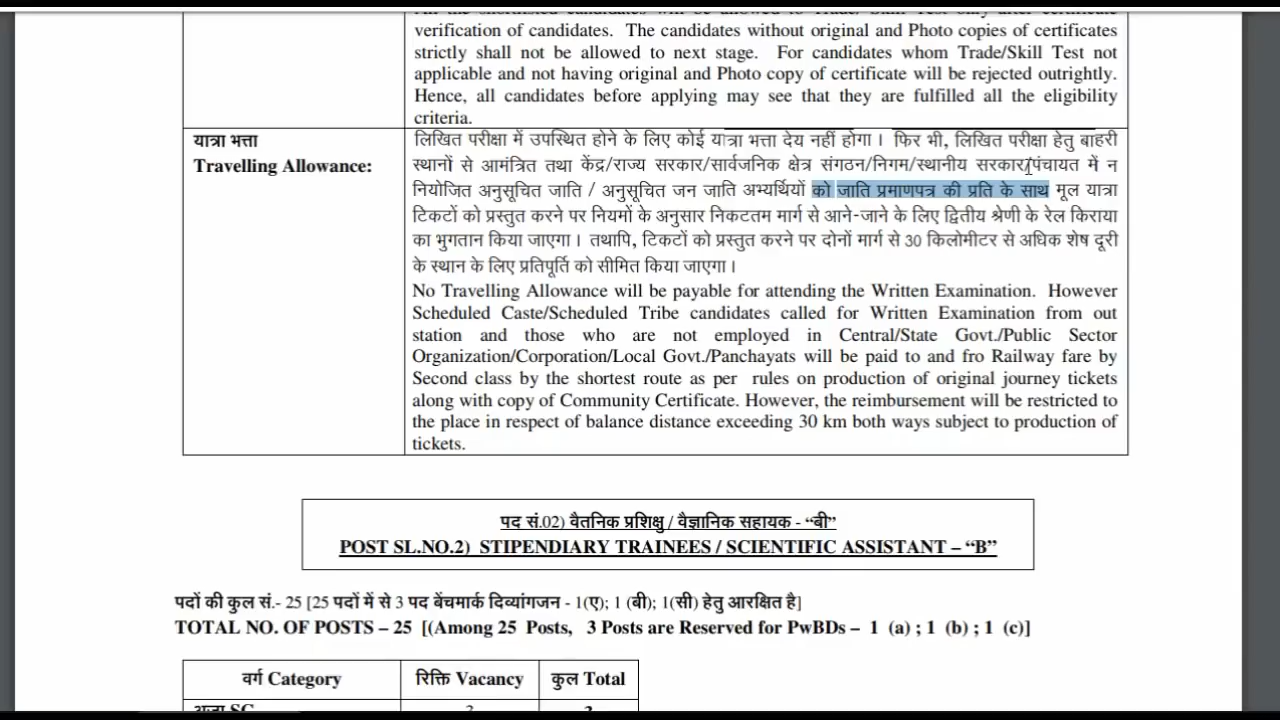 verification of candidates. The candidates without original and Photo copies of certificates
strictly shall not be allowed to next stage. For candidates whom Trade/Skill Test not
applicable and not having original and Photo copy of certificate will be rejected outrightly.
Hence, all candidates before applying may see that they are fulfilled all the eligibility
criteria.
यात्रा भत्ता
Travelling Allowance:
लिखित परीक्षा में उपस्थित होने के लिए कोई यात्रा भत्ता देय नहीं होगा । फिर भी, लिखित परीक्षा हेतु बाहरी
स्थानों से आमंत्रित तथा केंद्र/राज्य सरकार/सार्वजनिक क्षेत्र संगठन/निगम/स्थानीय सरकार/पंचायत में न
नियोजित अनुसूचित जाति / अनुसूचित जन जाति अभ्यर्थियों को जाति प्रमाणपत्र की प्रति के साथ मूल यात्रा
टिकटों को प्रस्तुत करने पर नियमों के अनुसार निकटतम मार्ग से आने-जाने के लिए द्वितीय श्रेणी के रेल किराया
का भुगतान किया जाएगा । तथापि, टिकटों को प्रस्तुत करने पर दोनों मार्ग से 30 किलोमीटर से अधिक शेष दूरी
के स्थान के लिए प्रतिपूर्ति को सीमित किया जाएगा ।
No Travelling Allowance will be payable for attending the Written Examination. However
Scheduled Caste/Scheduled Tribe candidates called for Written Examination from out
station and those who are not employed in Central/State Govt./Public Sector
Organization/Corporation/Local Govt./Panchayats will be paid to and fro Railway fare by
Second class by the shortest route as per rules on production of original journey tickets
along with copy of Community Certificate. However, the reimbursement will be restricted to
the place in respect of balance distance exceeding 30 km both ways subject to production of
tickets.
पद सं.02) वैतनिक प्रशिक्षु / वैज्ञानिक सहायक - “बी”
POST SL.NO.2) STIPENDIARY TRAINEES / SCIENTIFIC ASSISTANT – “B”
पदों की कुल सं.- 25 [25 पदों में से 3 पद बेंचमार्क दिव्यांगजन - 1(ए); 1 (बी); 1(सी) हेतु आरक्षित है]
TOTAL NO. OF POSTS – 25 [(Among 25 Posts, 3 Posts are Reserved for PwBDs – 1 (a) ; 1 (b) ; 1 (c)]
वर्ग Category रिक्ति Vacancy कुल Total